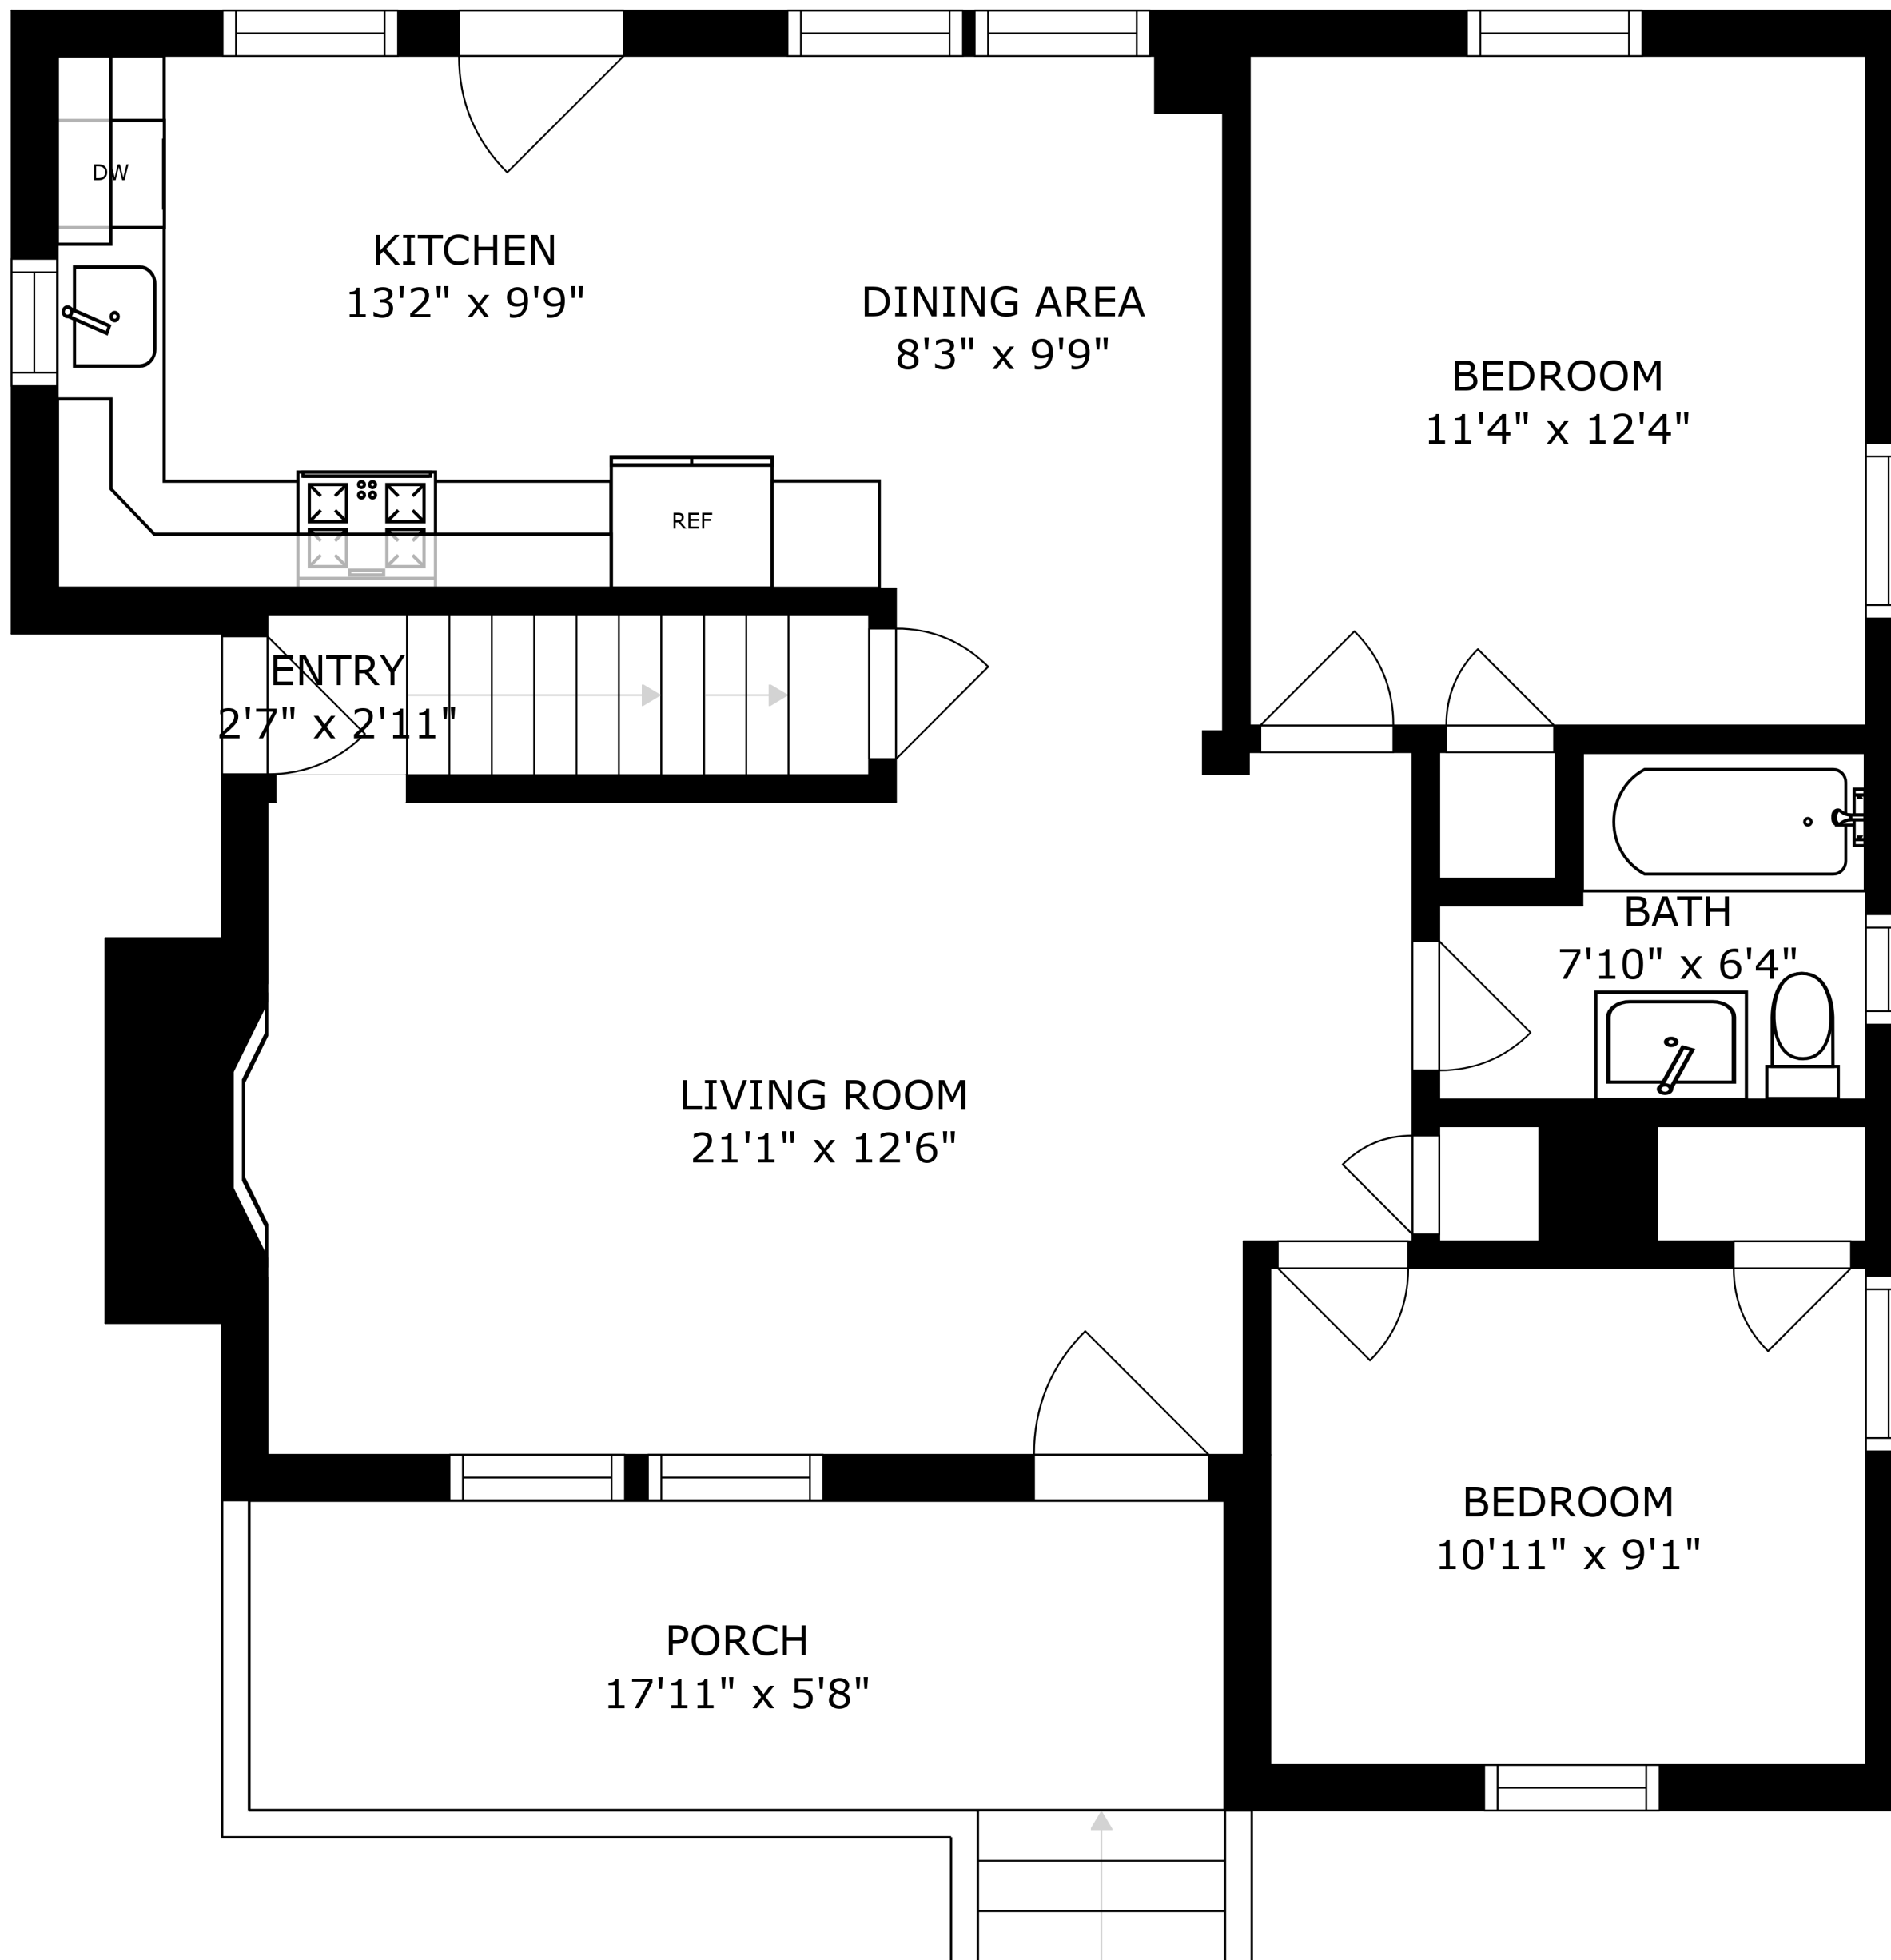 DW
KITCHEN
13'2" x 9'9"
DINING AREA
8'3" x 9'9"
BEDROOM
11'4" x 12'4"
REF
ENTRY
2'7" x 2'11"
BATH
7'10" x 6'4"
LIVING ROOM
21'1" x 12'6"
BEDROOM
10'11" x 9'1"
PORCH
17'11" x 5'8"